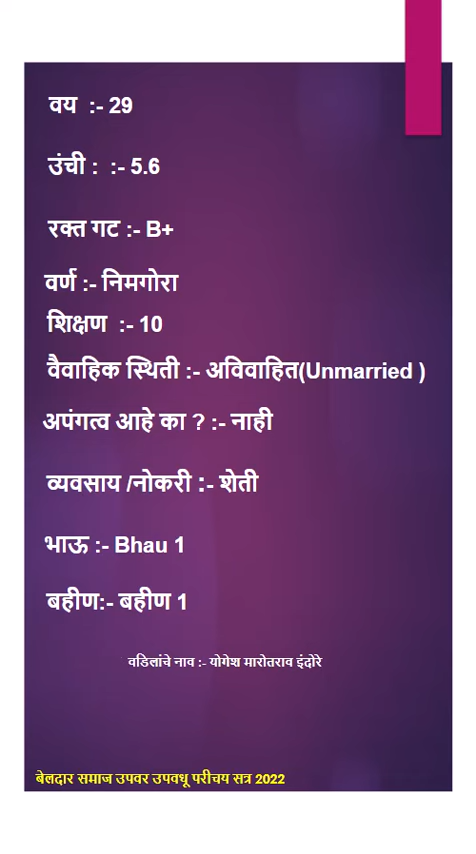 वय :- 29
उंची : :- 5.6
रक्त गट :- B+
वर्ण :- निमगोरा
शिक्षण :- 10
वैवाहिक स्थिती :- अविवाहित(Unmarried )
अपंगत्व आहे का ? :- नाही
व्यवसाय /नोकरी :- शेती
भाऊ :- Bhau 1
बहीण:- बहीण 1
वडिलांचे नाव :- योगेश मारोतराव इंदोरे
बेलदार समाज उपवर उपवधू परीचय सत्र 2022